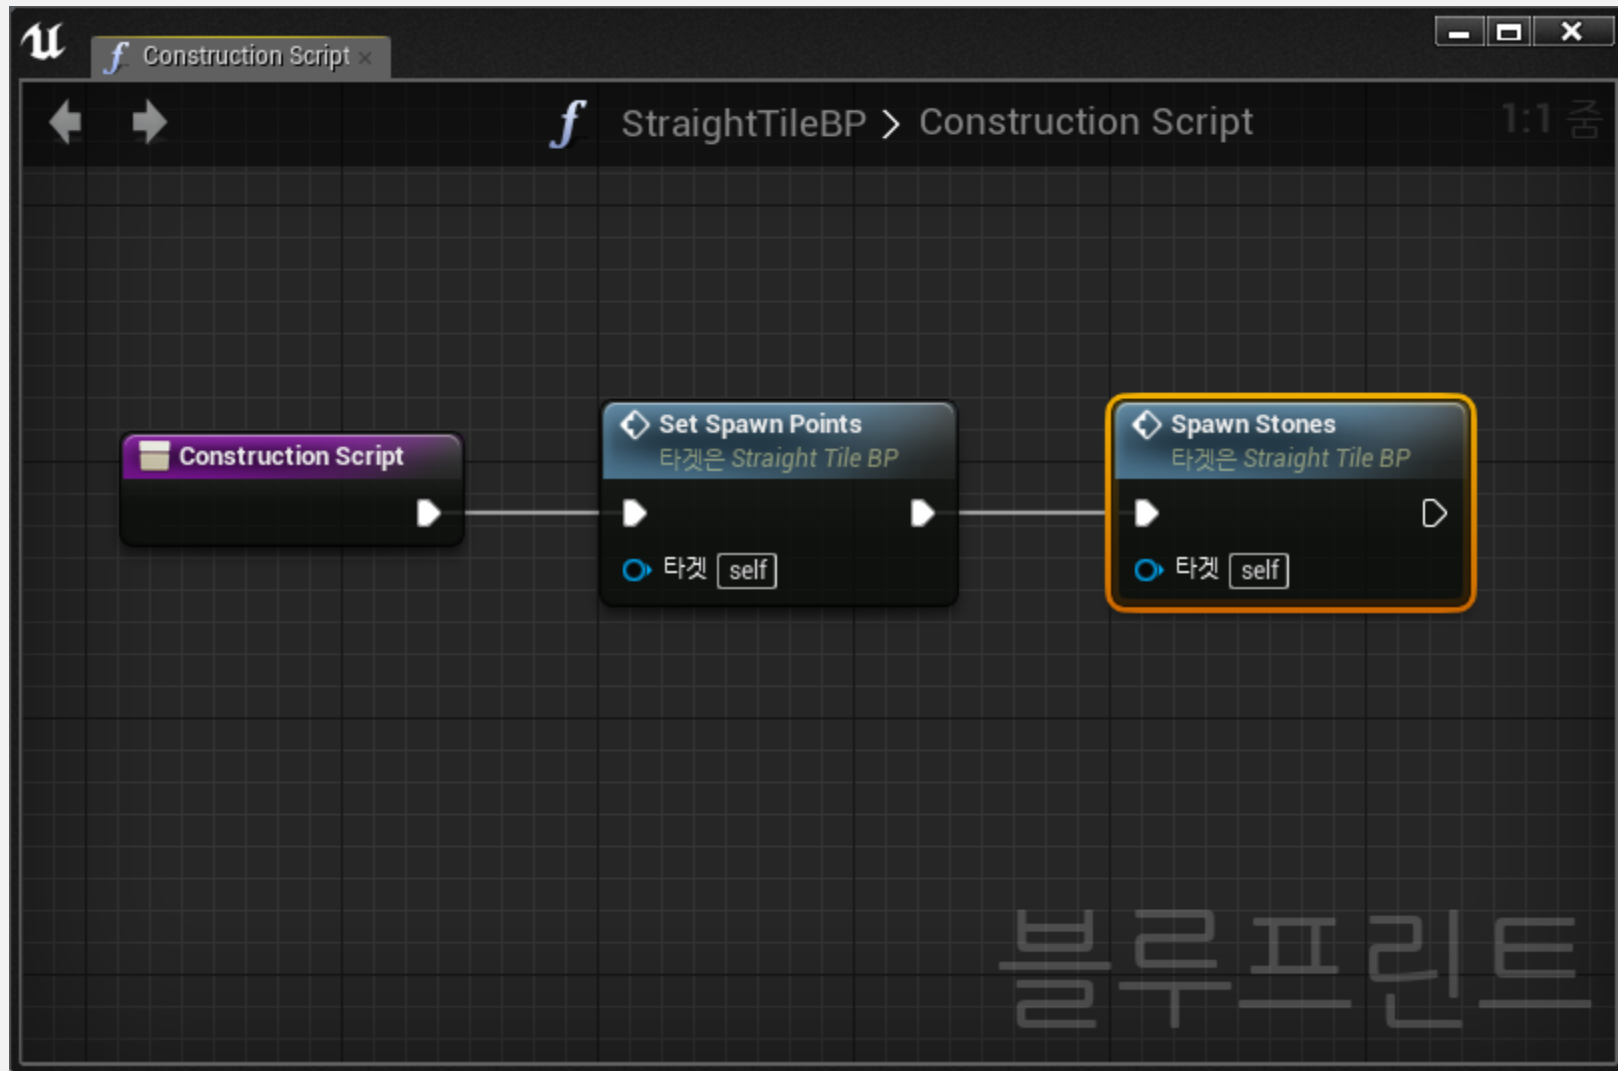 Construction Script
StraightTileBP > Construction Script
1:1 줌
Construction Script
Set Spawn Points
타겟은 Straight Tile BP
타겟 self
Spawn Stones
타겟은 Straight Tile BP
타겟 self
블루프린트